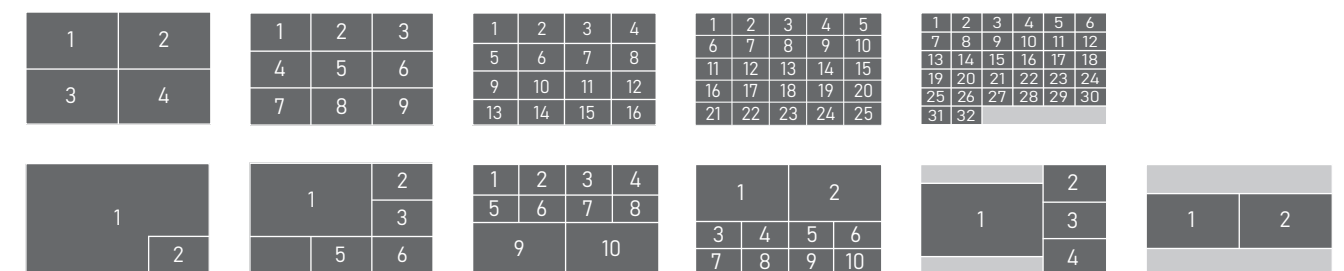 1 2
3 4
1 2 3
4 5 6
7 8 9
1 2 3 4
5 6 7 8
9 10 11 12
13 14 15 16
1 2 3 4 5
6 7 8 9 10
11 12 13 14 15
16 17 18 19 20
21 22 23 24 25
1 2 3 4 5 6
7 8 9 10 11 12
13 14 15 16 17 18
19 20 21 22 23 24
25 26 27 28 29 30
31 32
1
2
1 2
3
5 6
1 2 3 4
5 6 7 8
9 10
1 2
3 4 5 6
7 8 9 10
1 2
3
4
1 2